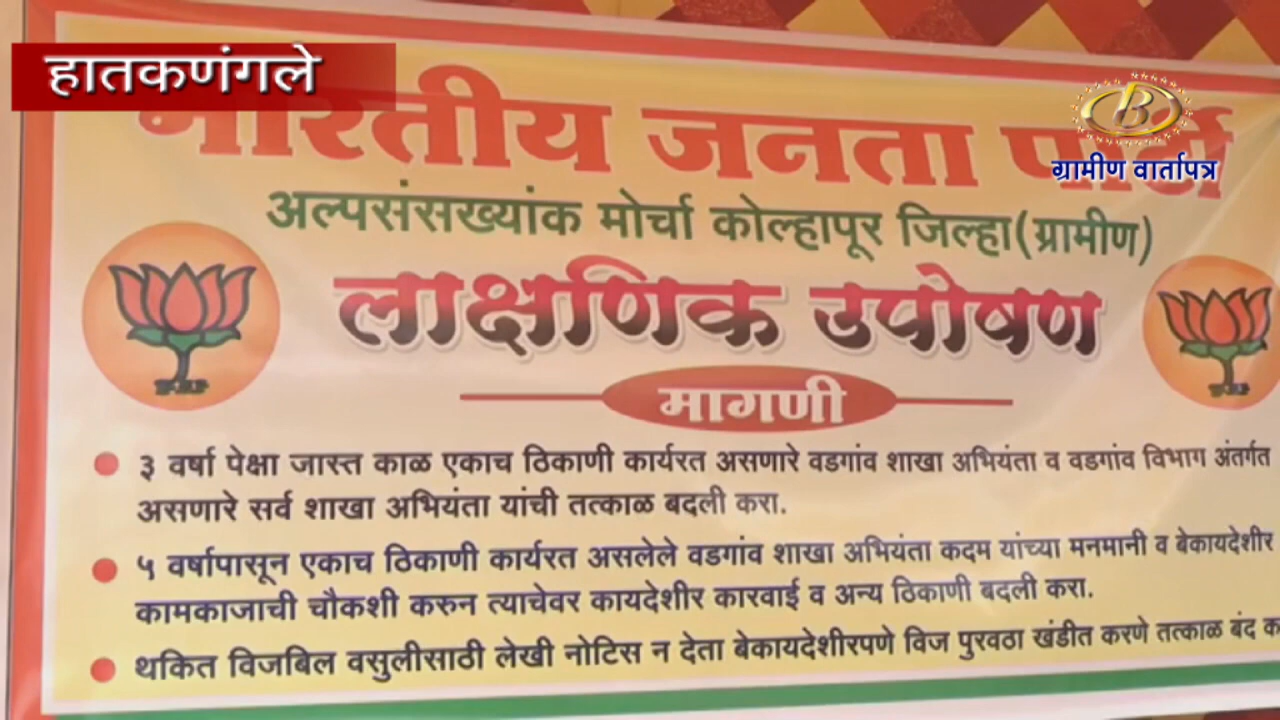 हातकणंगले
भारतीय जनता पार्टी
B
ग्रामीण वार्तापत्र
अल्पसंसख्यांक मोर्चा कोल्हापूर जिल्हा(ग्रामीण)
लाक्षणिक उपोषण
मागणी
३ वर्षा पेक्षा जास्त काळ एकाच ठिकाणी कार्यरत असणारे वडगांव शाखा अभियंता व वडगांव विभाग अंतर्गत
असणारे सर्व शाखा अभियंता यांची तत्काळ बदली करा.
५ वर्षापासून एकाच ठिकाणी कार्यरत असलेले वडगांव शाखा अभियंता कदम यांच्या मनमानी व बेकायदेशीर
कामकाजाची चौकशी करुन त्याचेवर कायदेशीर कारवाई व अन्य ठिकाणी बदली करा.
थकित विजबिल वसुलीसाठी लेखी नोटिस न देता बेकायदेशीरपणे विज पुरवठा खंडीत करणे तत्काळ बंद क